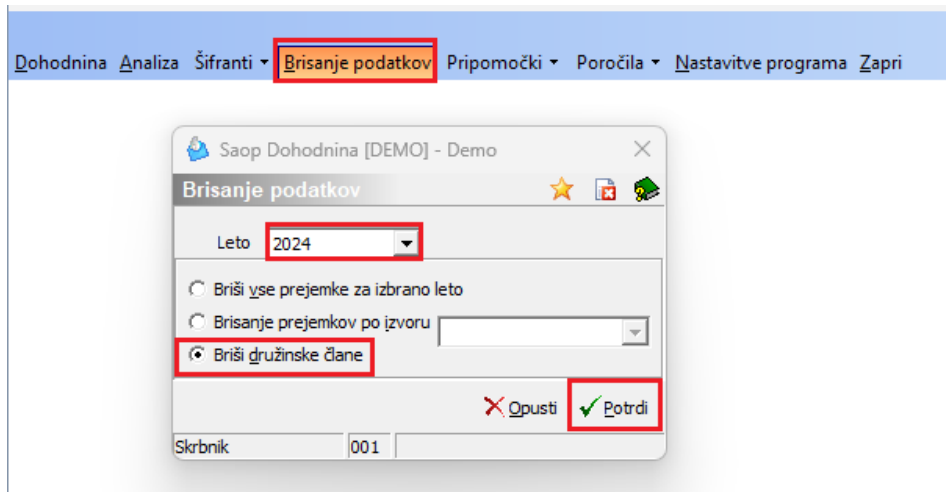 Dohodnina Analiza Šifranti Brisanje podatkov Pripomočki Poročila Nastavitve programa Zapri
Saop Dohodnina [DEMO] - Demo
Brisanje podatkov
Leto 2024
Briši vse prejemke za izbrano leto
Brisanje prejemkov po izvoru
Briši družinske člane
Opusti Potrdi
Skrbnik 001